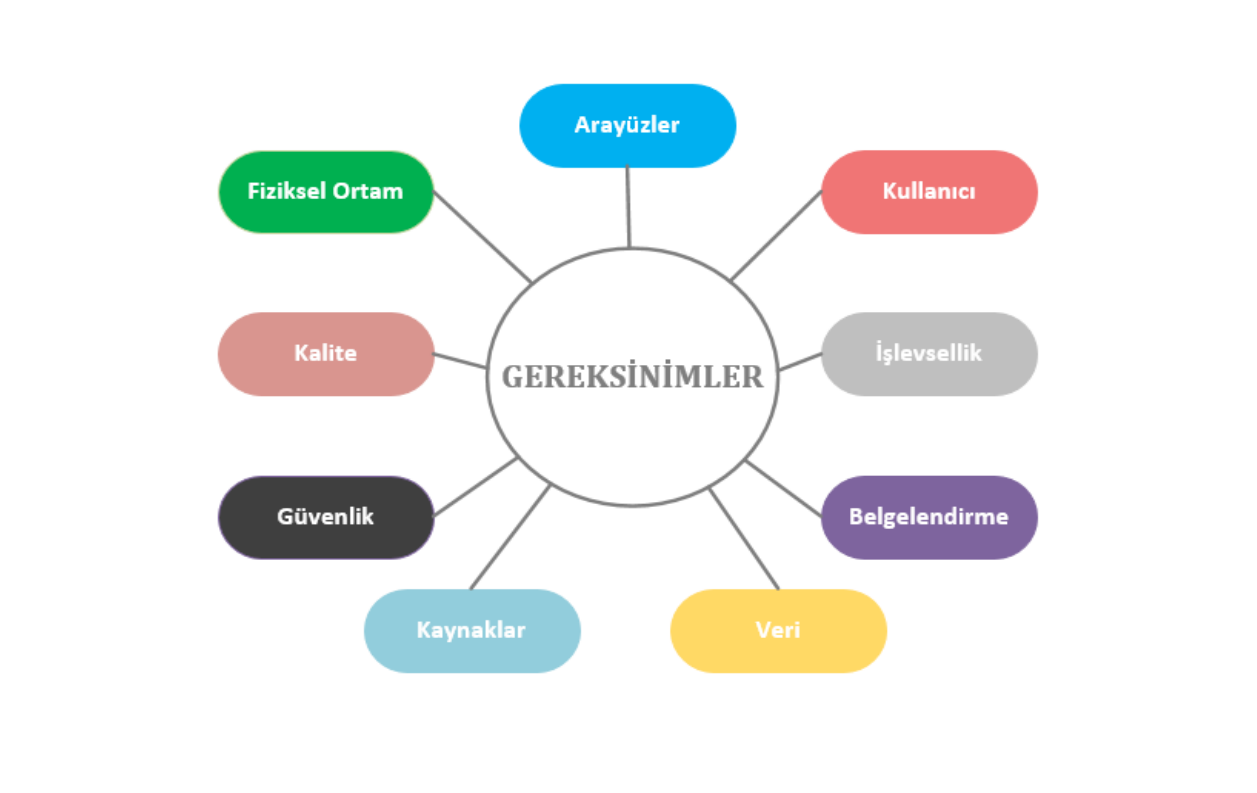 Arayüzler
Fiziksel Ortam
Kullanıcı
Kalite
İşlevsellik
GEREKSİNİMLER
Güvenlik
Belgelendirme
Kaynaklar
Veri